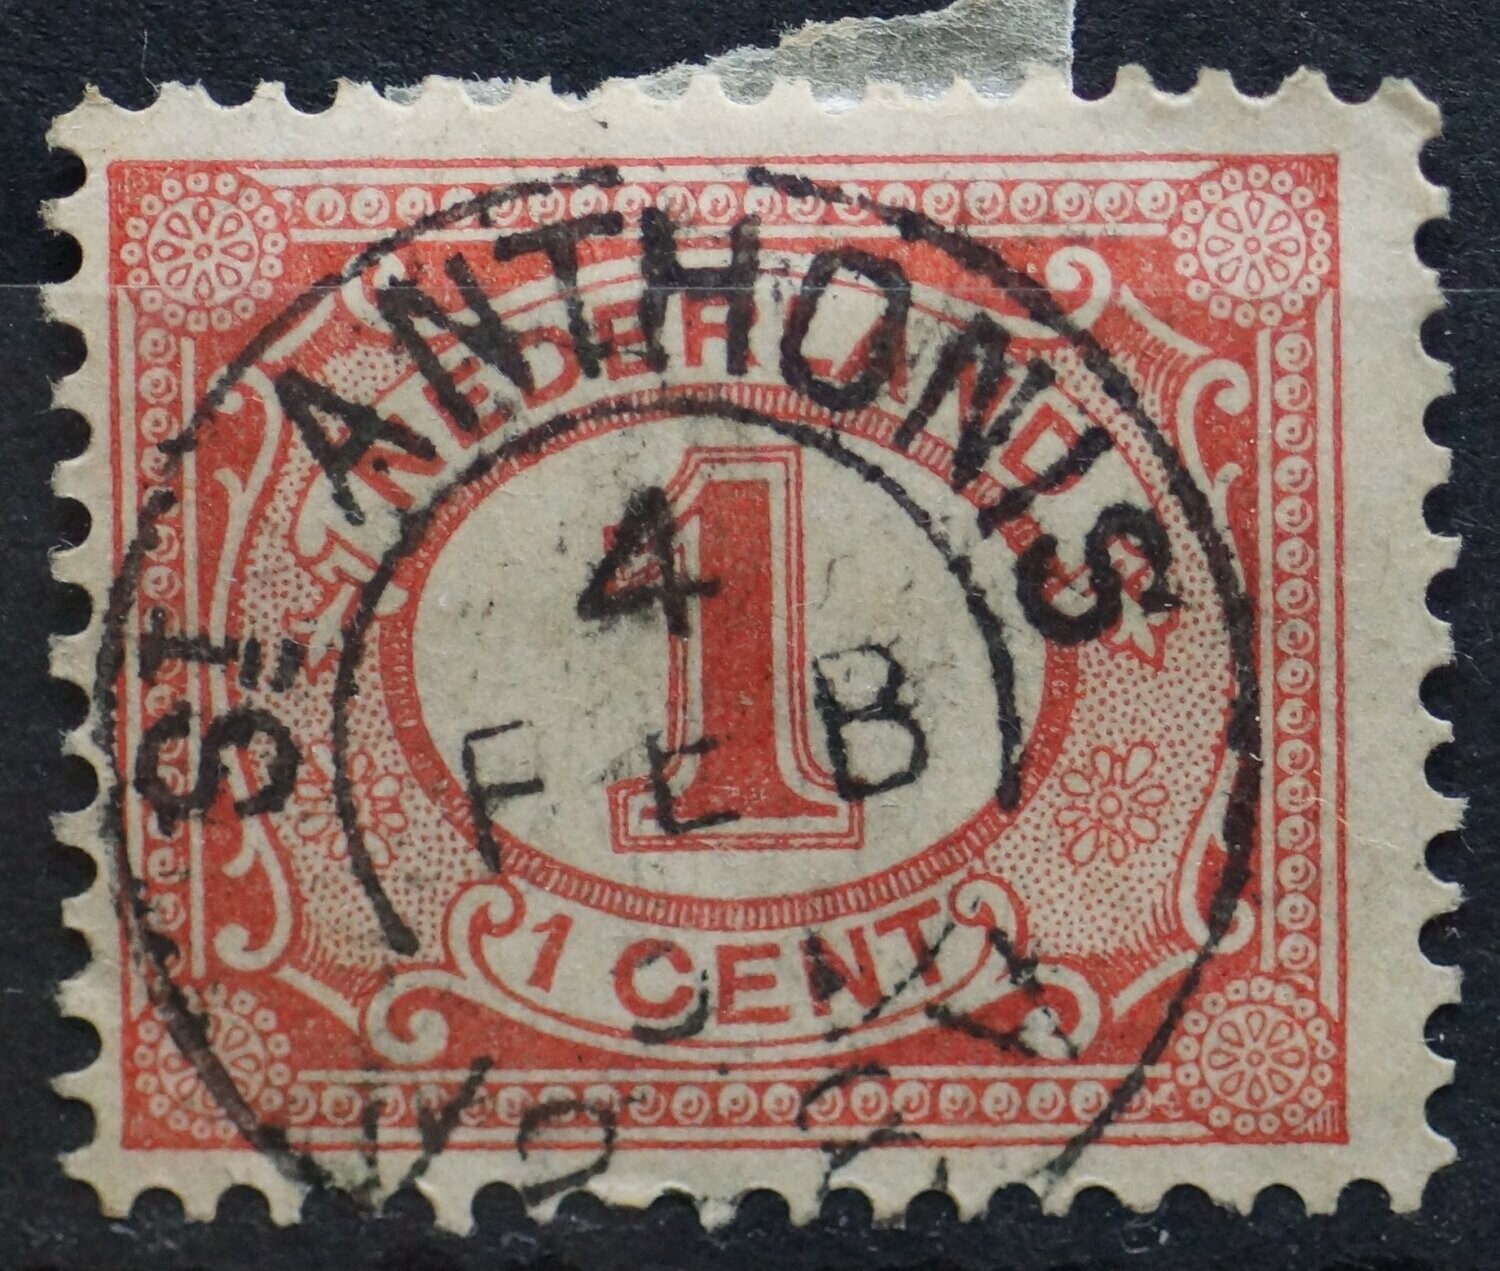 NEDERLAND
1
1 CENT
ST ANTHONIS
4
FEB